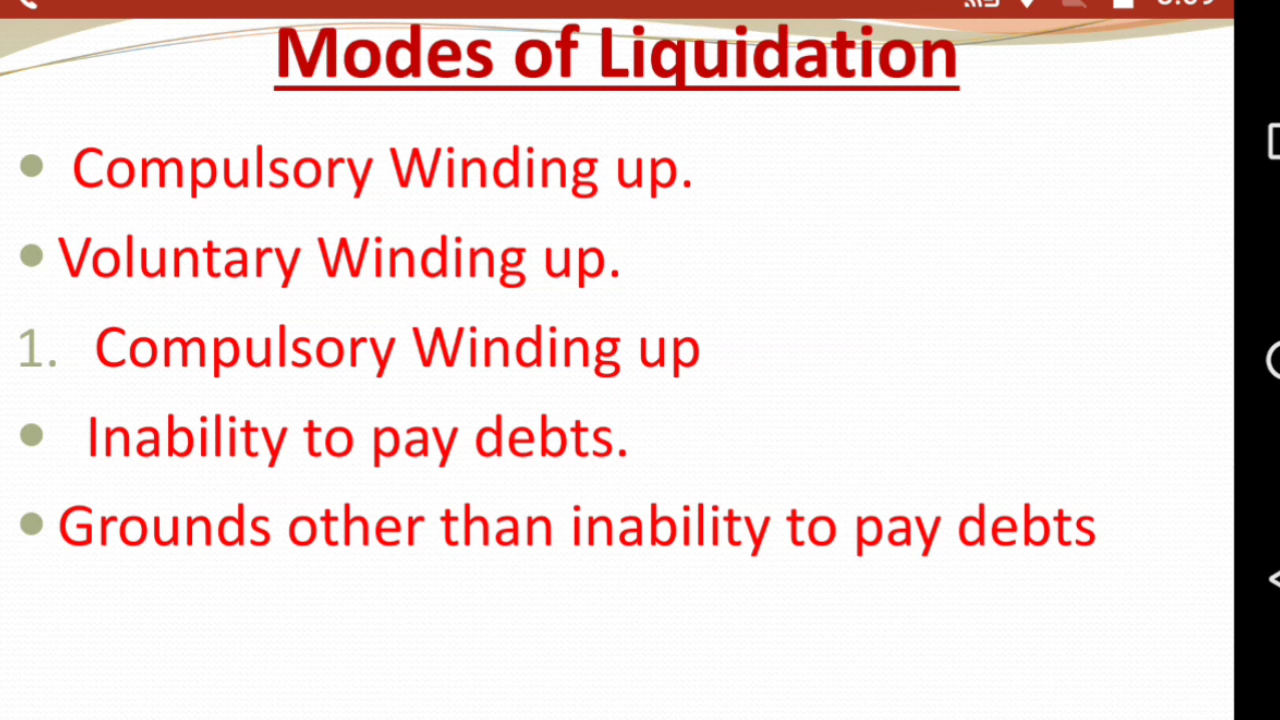 Modes of Liquidation
• Compulsory Winding up.
• Voluntary Winding up.
1. Compulsory Winding up
• Inability to pay debts.
• Grounds other than inability to pay debts